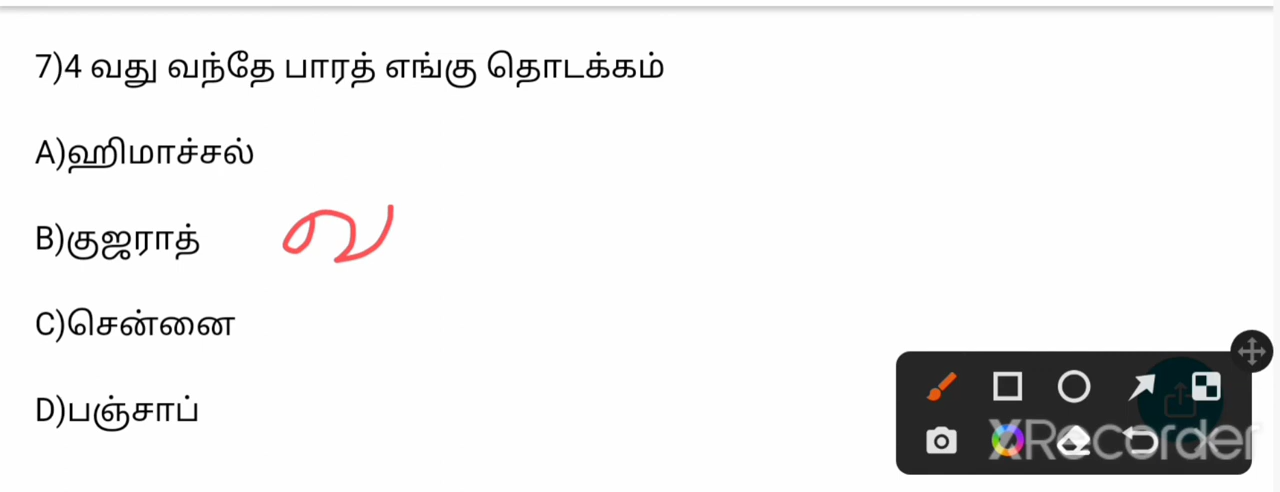 7)4 வது வந்தே பாரத் எங்கு தொடக்கம்
A)ஹிமாச்சல்
B)குஜராத்
C)சென்னை
D)பஞ்சாப்
XRecorder